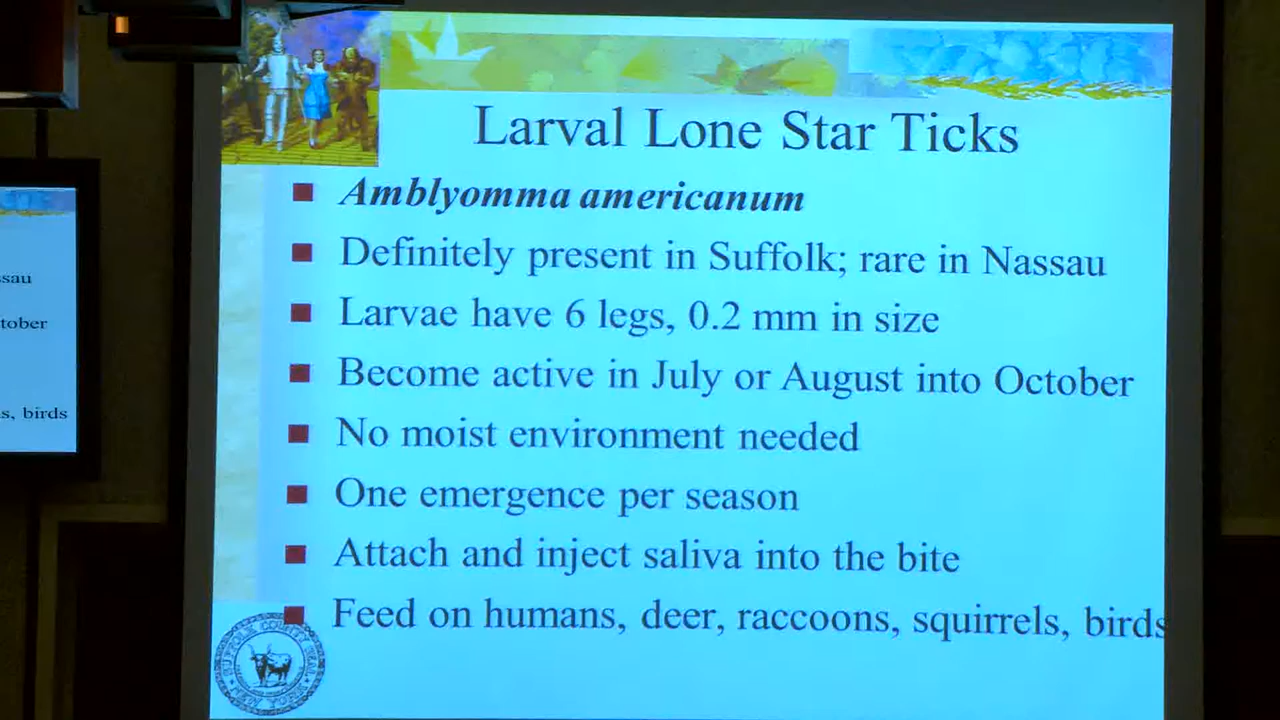 Larval Lone Star Ticks
Amblyomma americanum
Definitely present in Suffolk; rare in Nassau
Larvae have 6 legs, 0.2 mm in size
Become active in July or August into October
No moist environment needed
One emergence per season
Attach and inject saliva into the bite
Feed on humans, deer, raccoons, squirrels, birds
ssau
tober
s, birds